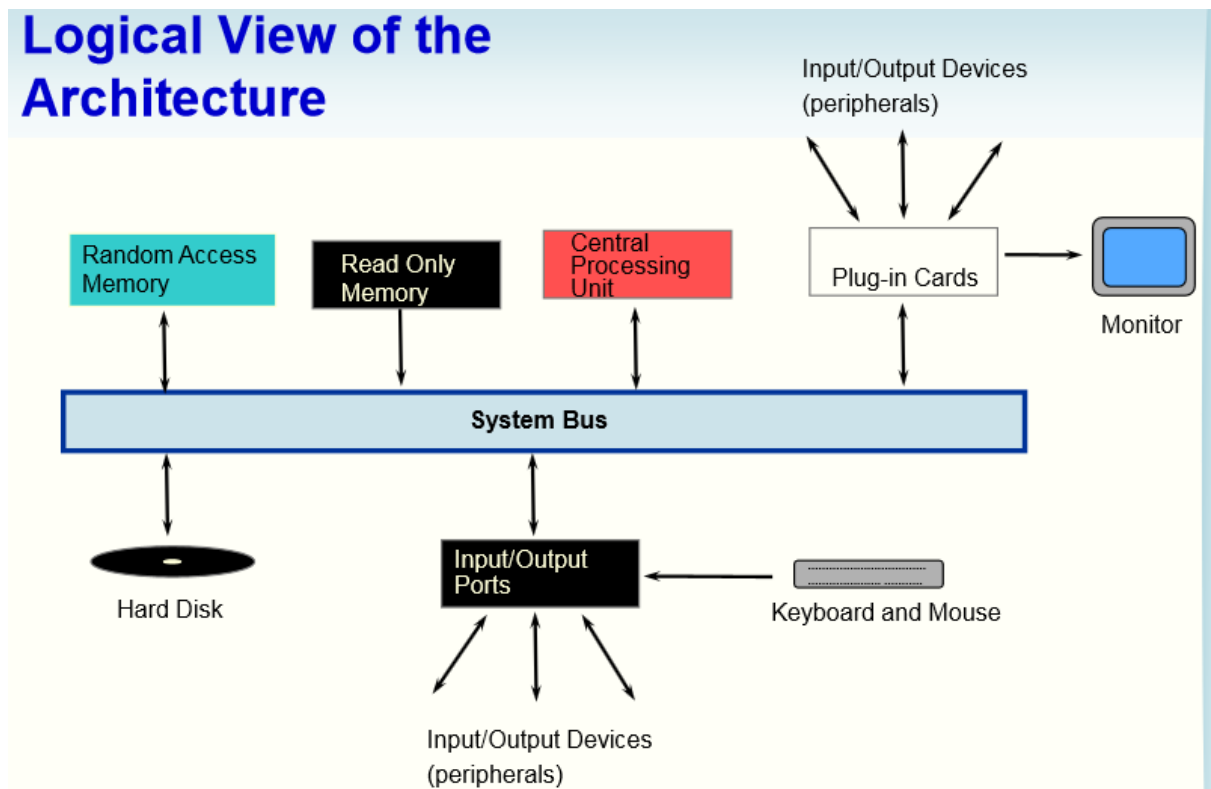 Logical View of the
Architecture
Input/Output Devices
(peripherals)
Random Access
Memory
Read Only
Memory
Central
Processing
Unit
Plug-in Cards
Monitor
System Bus
Hard Disk
Input/Output
Ports
Keyboard and Mouse
Input/Output Devices
(peripherals)